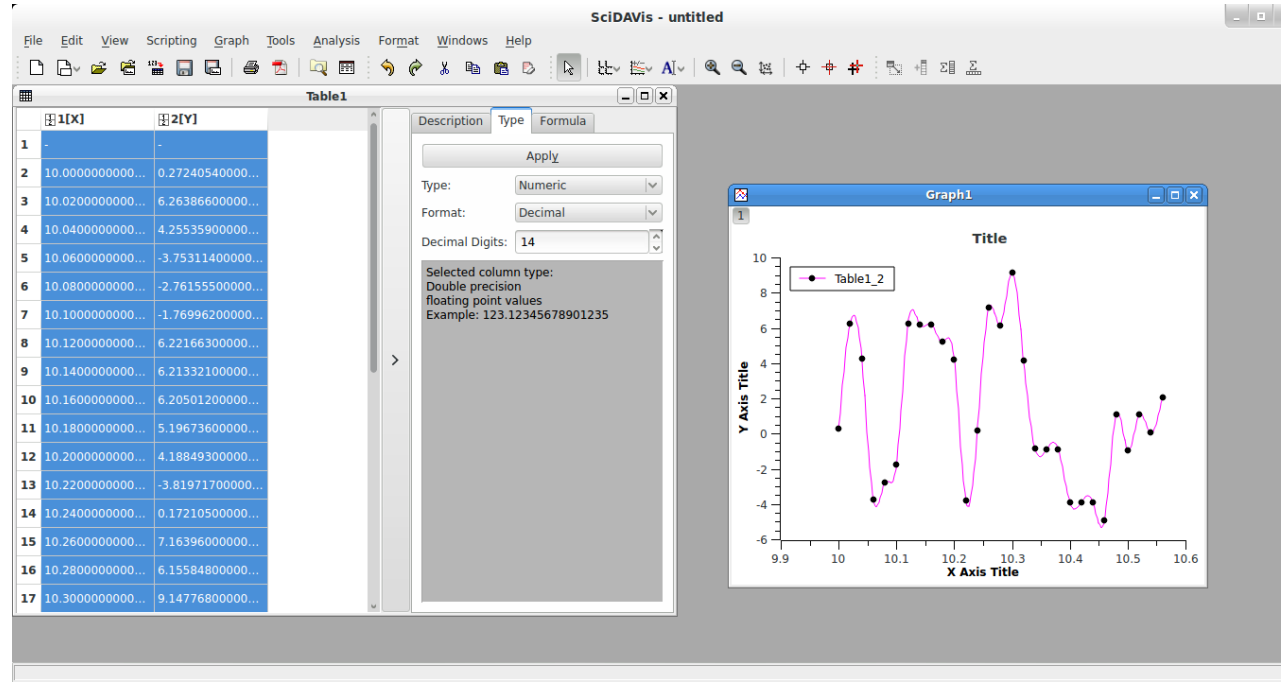 SciDAVis - untitled
File Edit View Scripting Graph Tools Analysis Format Windows Help
Table1
1[X] 2[Y]
1 - -
2 10.0000000000... 0.27240540000...
3 10.0200000000... 6.26386600000...
4 10.0400000000... 4.25535900000...
5 10.0600000000... -3.75311400000...
6 10.0800000000... -2.76155500000...
7 10.1000000000... -1.76996200000...
8 10.1200000000... 6.22166300000...
9 10.1400000000... 6.21332100000...
10 10.1600000000... 6.20501200000...
11 10.1800000000... 5.19673600000...
12 10.2000000000... 4.18849300000...
13 10.2200000000... -3.81971700000...
14 10.2400000000... 0.17210500000...
15 10.2600000000... 7.16396000000...
16 10.2800000000... 6.15584800000...
17 10.3000000000... 9.14776800000...
Description Type Formula
Apply
Type: Numeric
Format: Decimal
Decimal Digits: 14
Selected column type:
Double precision
floating point values
Example: 123.12345678901235
Graph1
1
Title
Table1_2
10
8
6
4
2
0
-2
-4
-6
Y Axis Title
9.9 10 10.1 10.2 10.3 10.4 10.5 10.6
X Axis Title